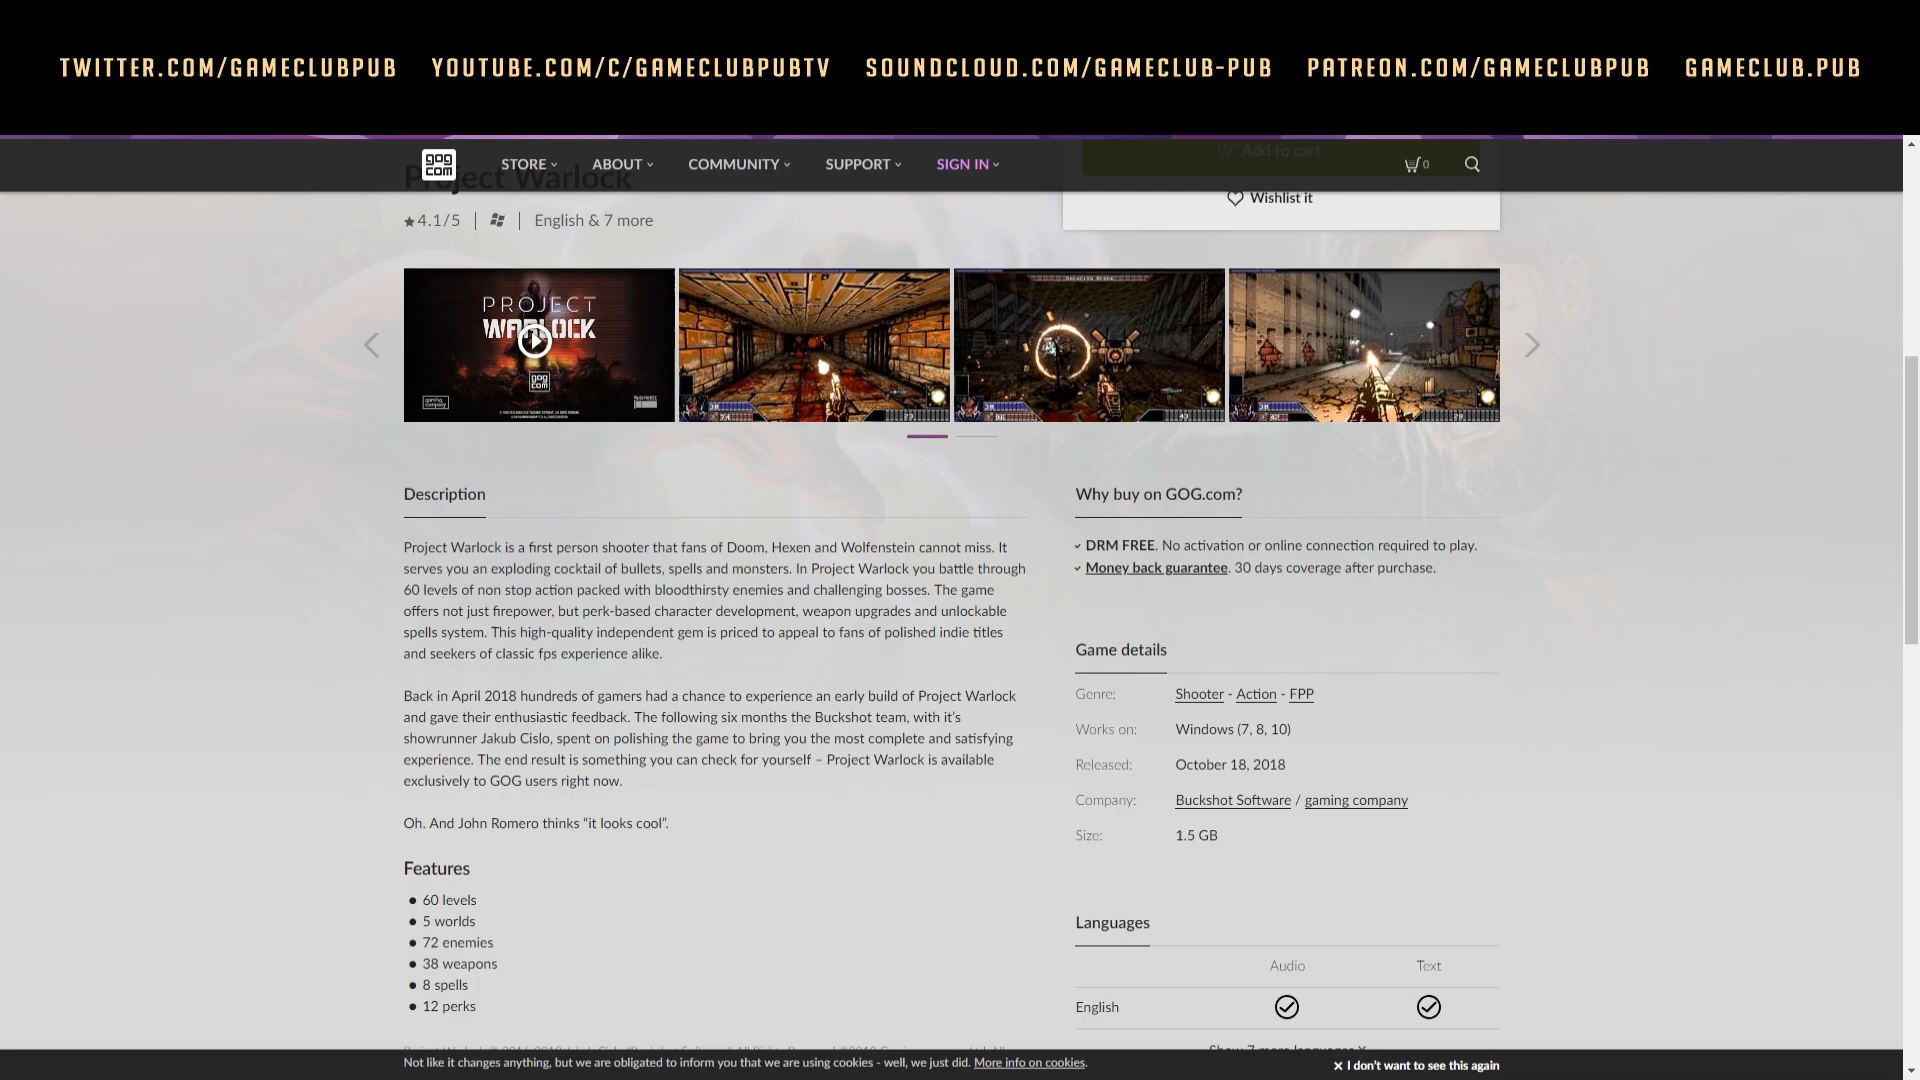 TWITTER.COM/GAMECLUBPUB YOUTUBE.COM/C/GAMECLUBPUBTV SOUNDCLOUD.COM/GAMECLUB-PUB PATREON.COM/GAMECLUBPUB GAMECLUB.PUB
gog com STORE ABOUT COMMUNITY SUPPORT SIGN IN Add to cart 0
Project Warlock
Wishlist it
4.1/5 English & 7 more
PROJECT
WARLOCK
gog
com
gaming
company
Description
Project Warlock is a first person shooter that fans of Doom, Hexen and Wolfenstein cannot miss. It
serves you an exploding cocktail of bullets, spells and monsters. In Project Warlock you battle through
60 levels of non stop action packed with bloodthirsty enemies and challenging bosses. The game
offers not just firepower, but perk-based character development, weapon upgrades and unlockable
spells system. This high-quality independent gem is priced to appeal to fans of polished indie titles
and seekers of classic fps experience alike.
Back in April 2018 hundreds of gamers had a chance to experience an early build of Project Warlock
and gave their enthusiastic feedback. The following six months the Buckshot team, with it's
showrunner Jakub Cislo, spent on polishing the game to bring you the most complete and satisfying
experience. The end result is something you can check for yourself – Project Warlock is available
exclusively to GOG users right now.
Oh. And John Romero thinks “it looks cool”.
Features
60 levels
5 worlds
72 enemies
38 weapons
8 spells
12 perks
Why buy on GOG.com?
DRM FREE. No activation or online connection required to play.
Money back guarantee. 30 days coverage after purchase.
Game details
Genre: Shooter - Action - FPP
Works on: Windows (7, 8, 10)
Released: October 18, 2018
Company: Buckshot Software / gaming company
Size: 1.5 GB
Languages
Audio Text
English
Show 7 more languages
Not like it changes anything, but we are obligated to inform you that we are using cookies - well, we just did. More info on cookies.
I don't want to see this again